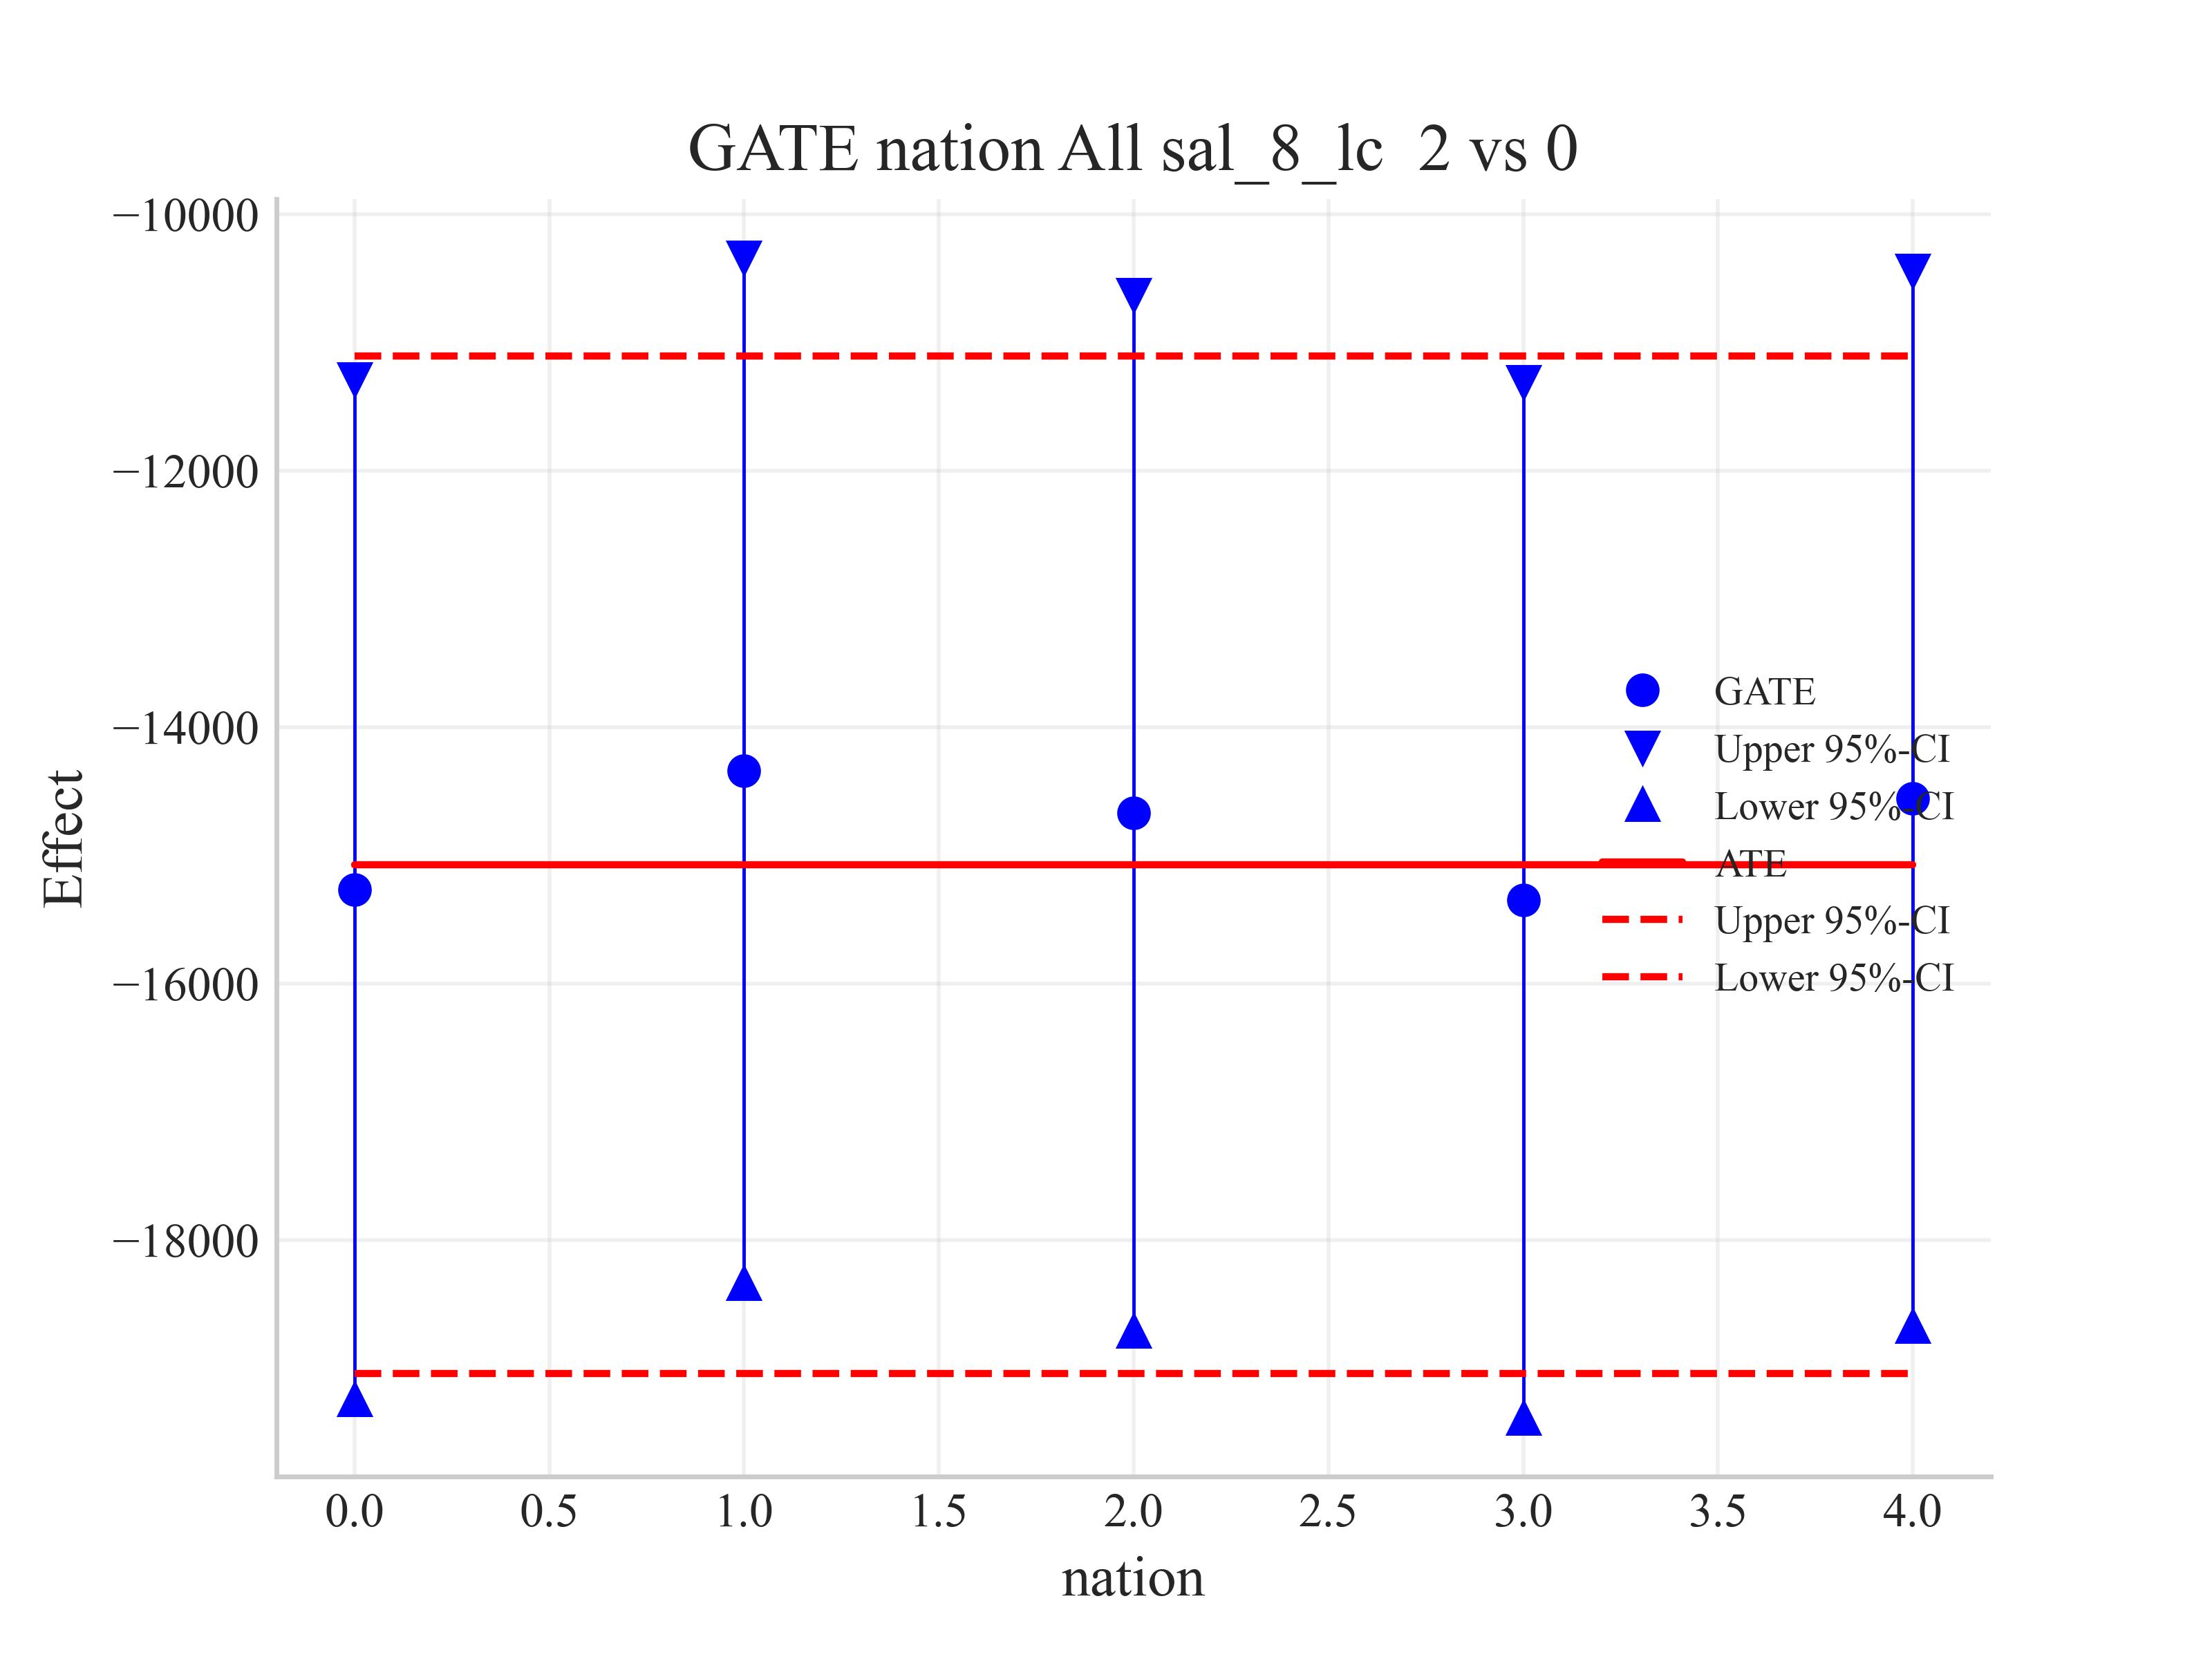 GATE nation All sal_8_lc  2 vs 0
−10000
−12000
−14000
−16000
−18000
Effect
GATE
Upper 95%-CI
Lower 95%-CI
ATE
Upper 95%-CI
Lower 95%-CI
0.0 0.5 1.0 1.5 2.0 2.5 3.0 3.5 4.0
nation